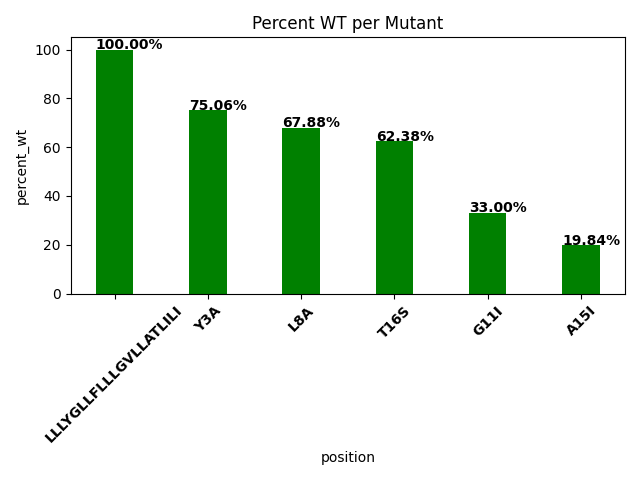 Percent WT per Mutant
percent_wt
100
80
60
40
20
0
100.00%
75.06%
67.88%
62.38%
33.00%
19.84%
LLLYGLLFLLLGVLLATLILI
Y3A
L8A
T16S
G11I
A15I
position